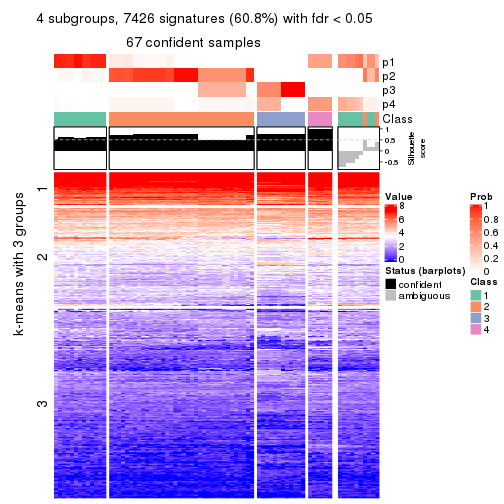 4 subgroups, 7426 signatures (60.8%) with fdr < 0.05
67 confident samples
p1
p2
p3
p4
Class
1
0.5
0
-0.5
Silhouette
score
k-means with 3 groups
1
2
3
Value
8
6
4
2
0
Status (barplots)
confident
ambiguous
Prob
1
0.8
0.6
0.4
0.2
0
Class
1
2
3
4